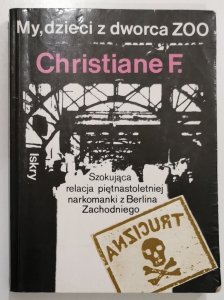 My, dzieci z dworca ZOO
Christiane F.
Iskry
Szokująca
relacja piętnastoletniej
narkomanki z Berlina
Zachodniego
TRUCIZNA